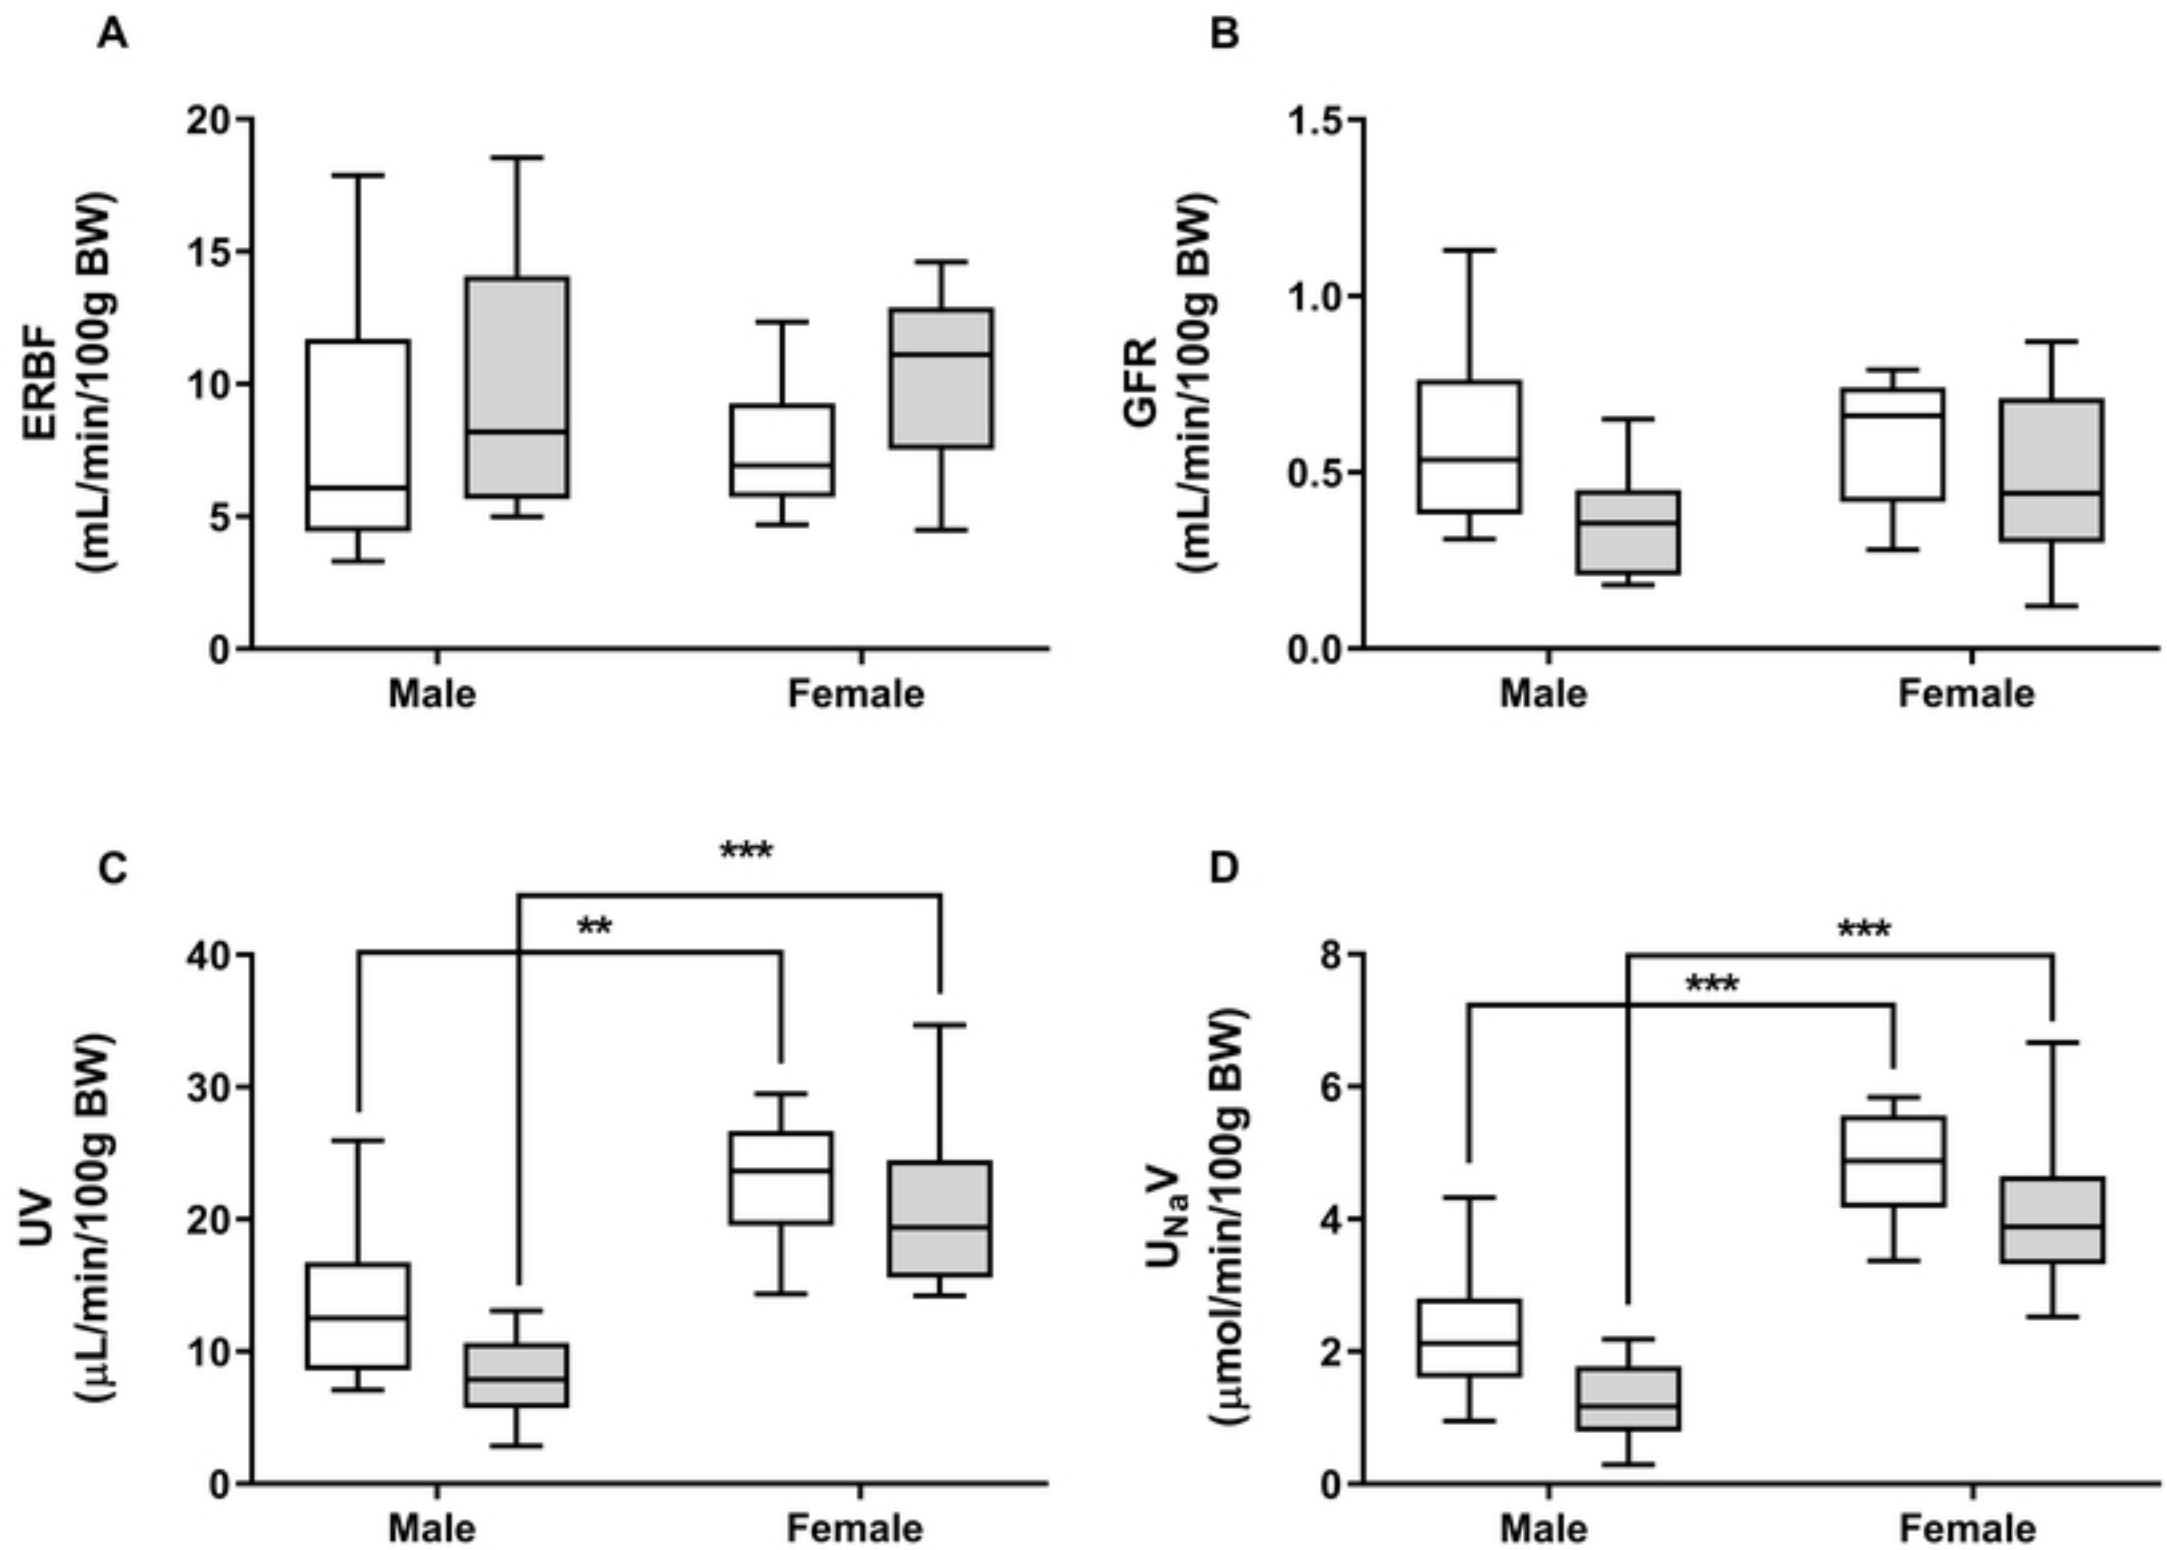 A
ERBF
(mL/min/100g BW)
20
15
10
5
0
Male Female
B
GFR
(mL/min/100g BW)
1.5
1.0
0.5
0.0
Male Female
C
UV
(μL/min/100g BW)
***
**
40
30
20
10
0
Male Female
D
UNaV
(μmol/min/100g BW)
***
***
8
6
4
2
0
Male Female